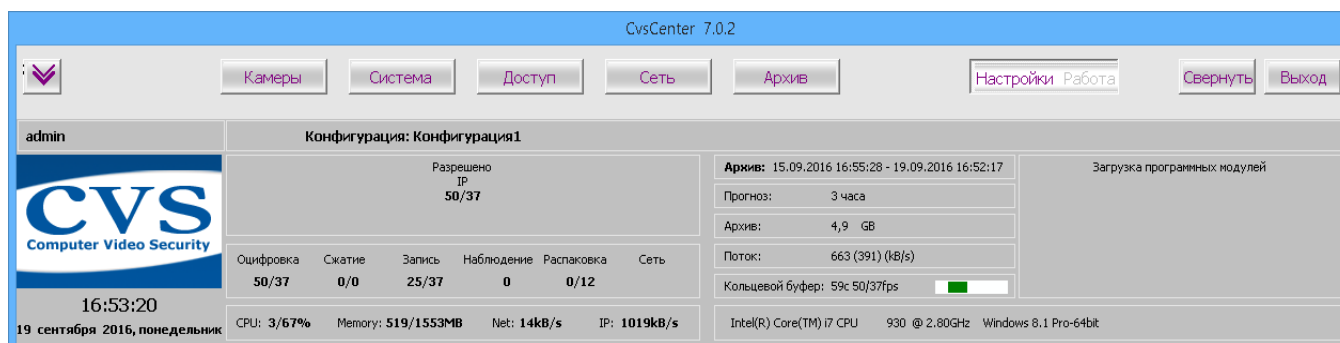 CvsCenter 7.0.2
Камеры Система Доступ Сеть Архив Настройки Работа Свернуть Выход
admin Конфигурация: Конфигурация1
CVS
Computer Video Security
16:53:20
19 сентября 2016, понедельник
Разрешено
IP
50/37
Оцифровка Сжатие Запись Наблюдение Распаковка Сеть
50/37 0/0 25/37 0 0/12
CPU: 3/67% Memory: 519/1553MB Net: 14kB/s IP: 1019kB/s
Архив: 15.09.2016 16:55:28 - 19.09.2016 16:52:17
Прогноз: 3 часа
Архив: 4,9 GB
Поток: 663 (391) (kB/s)
Кольцевой буфер: 59с 50/37fps
Intel(R) Core(TM) i7 CPU 930 @ 2.80GHz Windows 8.1 Pro-64bit
Загрузка программных модулей